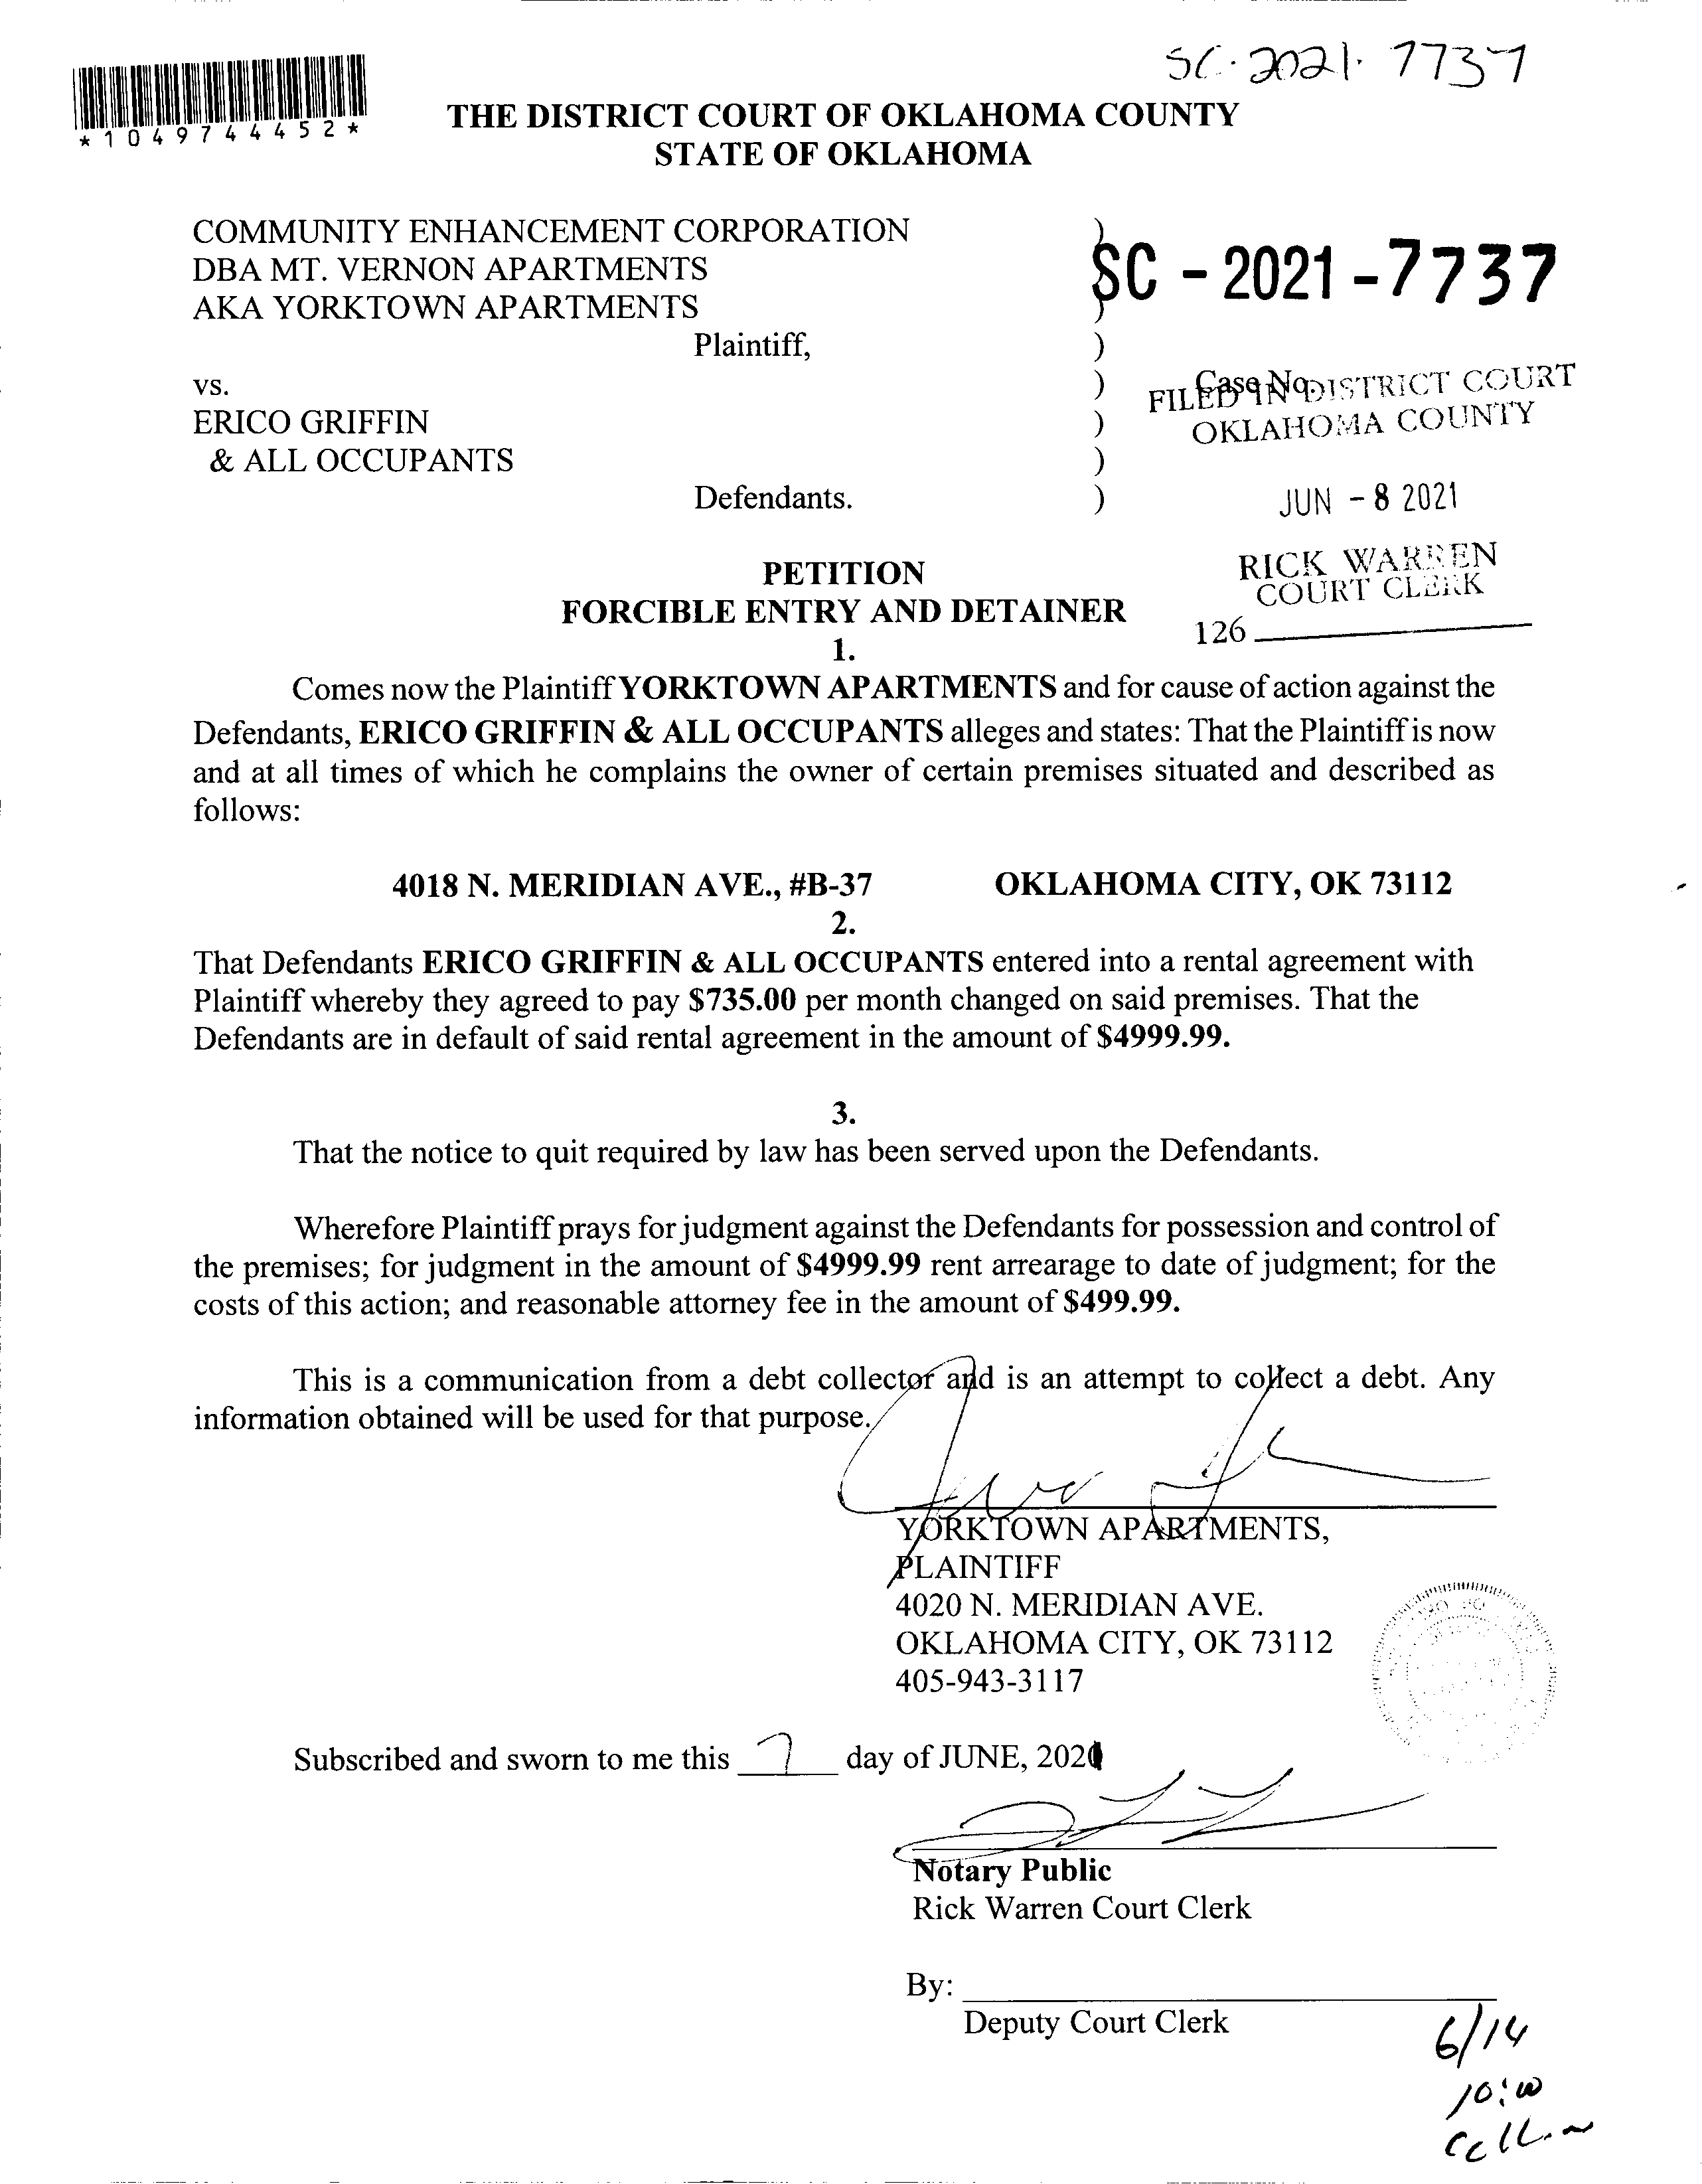 SC-2021-7737
*1049744452*
THE DISTRICT COURT OF OKLAHOMA COUNTY
STATE OF OKLAHOMA
COMMUNITY ENHANCEMENT CORPORATION )
DBA MT. VERNON APARTMENTS SC - 2021 - 7737
AKA YORKTOWN APARTMENTS )
Plaintiff, )
vs. ) Case No.
FILED IN DISTRICT COURT
ERICO GRIFFIN )
OKLAHOMA COUNTY
& ALL OCCUPANTS )
Defendants. ) JUN - 8 2021
PETITION
RICK WARREN
COURT CLERK
FORCIBLE ENTRY AND DETAINER
126
1.
Comes now the Plaintiff YORKTOWN APARTMENTS and for cause of action against the
Defendants, ERICO GRIFFIN & ALL OCCUPANTS alleges and states: That the Plaintiff is now
and at all times of which he complains the owner of certain premises situated and described as
follows:
4018 N. MERIDIAN AVE., #B-37 OKLAHOMA CITY, OK 73112
2.
That Defendants ERICO GRIFFIN & ALL OCCUPANTS entered into a rental agreement with
Plaintiff whereby they agreed to pay $735.00 per month changed on said premises. That the
Defendants are in default of said rental agreement in the amount of $4999.99.
3.
That the notice to quit required by law has been served upon the Defendants.
Wherefore Plaintiff prays for judgment against the Defendants for possession and control of
the premises; for judgment in the amount of $4999.99 rent arrearage to date of judgment; for the
costs of this action; and reasonable attorney fee in the amount of $499.99.
This is a communication from a debt collector and is an attempt to collect a debt. Any
information obtained will be used for that purpose.
YORKTOWN APARTMENTS,
PLAINTIFF
4020 N. MERIDIAN AVE.
OKLAHOMA CITY, OK 73112
405-943-3117
Subscribed and sworn to me this 7 day of JUNE, 2021
Notary Public
Rick Warren Court Clerk
By:
Deputy Court Clerk
6/14
10:00